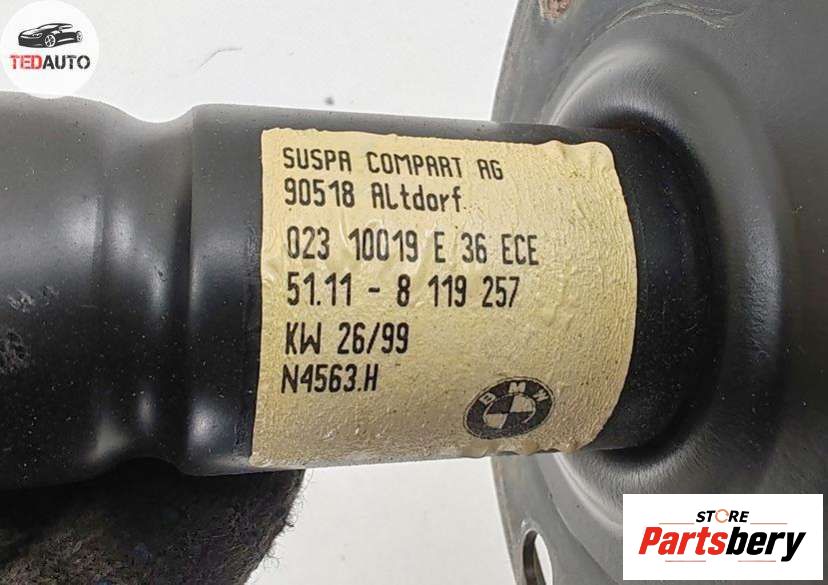 TEDAUTO
SUSPA COMPART AG
90518 Altdorf
023 10019 E 36 ECE
51.11 - 8 119 257
KW 26/99
N4563.H
BMW
STORE
Partsbery